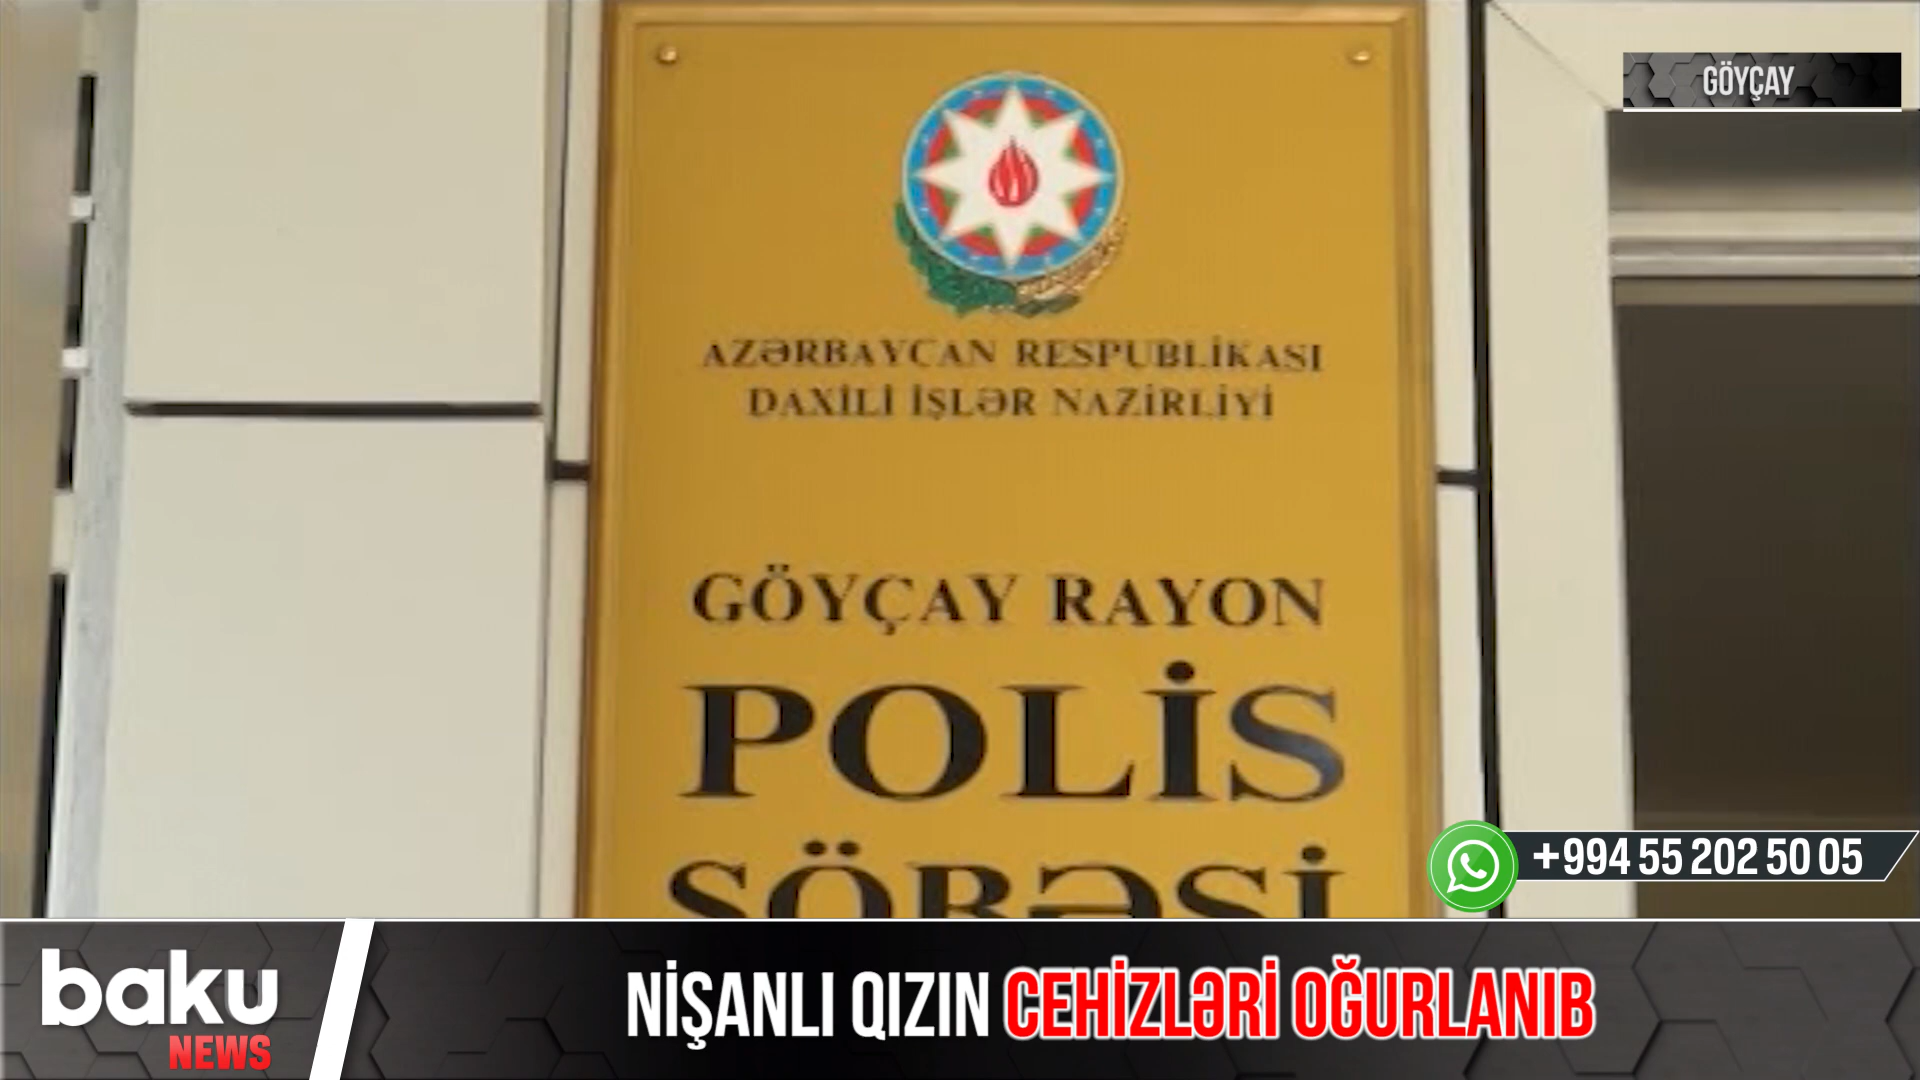 GÖYÇAY
AZƏRBAYCAN RESPUBLİKASI
DAXİLİ İŞLƏR NAZİRLİYİ
GÖYÇAY RAYON
POLİS
ŞÖBƏSİ
+994 55 202 50 05
baku
NEWS
NİŞANLI QIZIN CEHİZLƏRİ OĞURLANIB